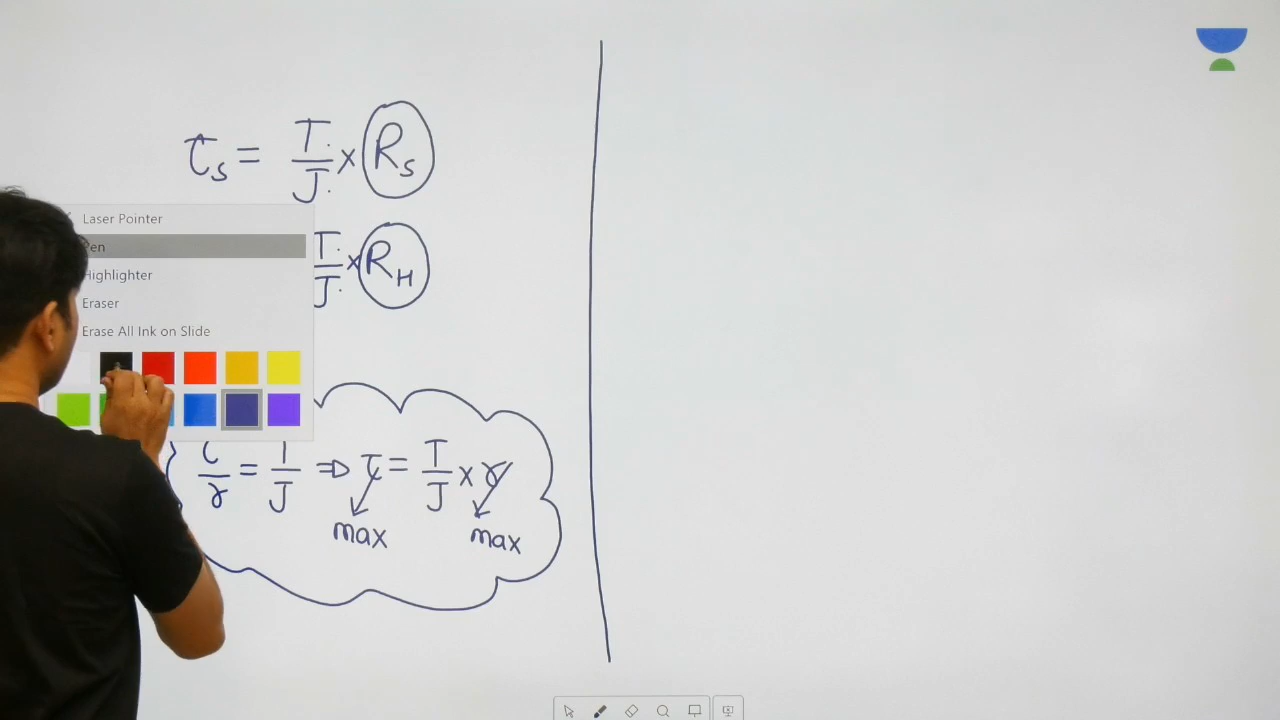 τs = T/J × Rs
Laser Pointer
Pen
T/J × RH
Highlighter
Eraser
Erase All Ink on Slide
τ/r = T/J ⇒ τ = T/J × r
max max